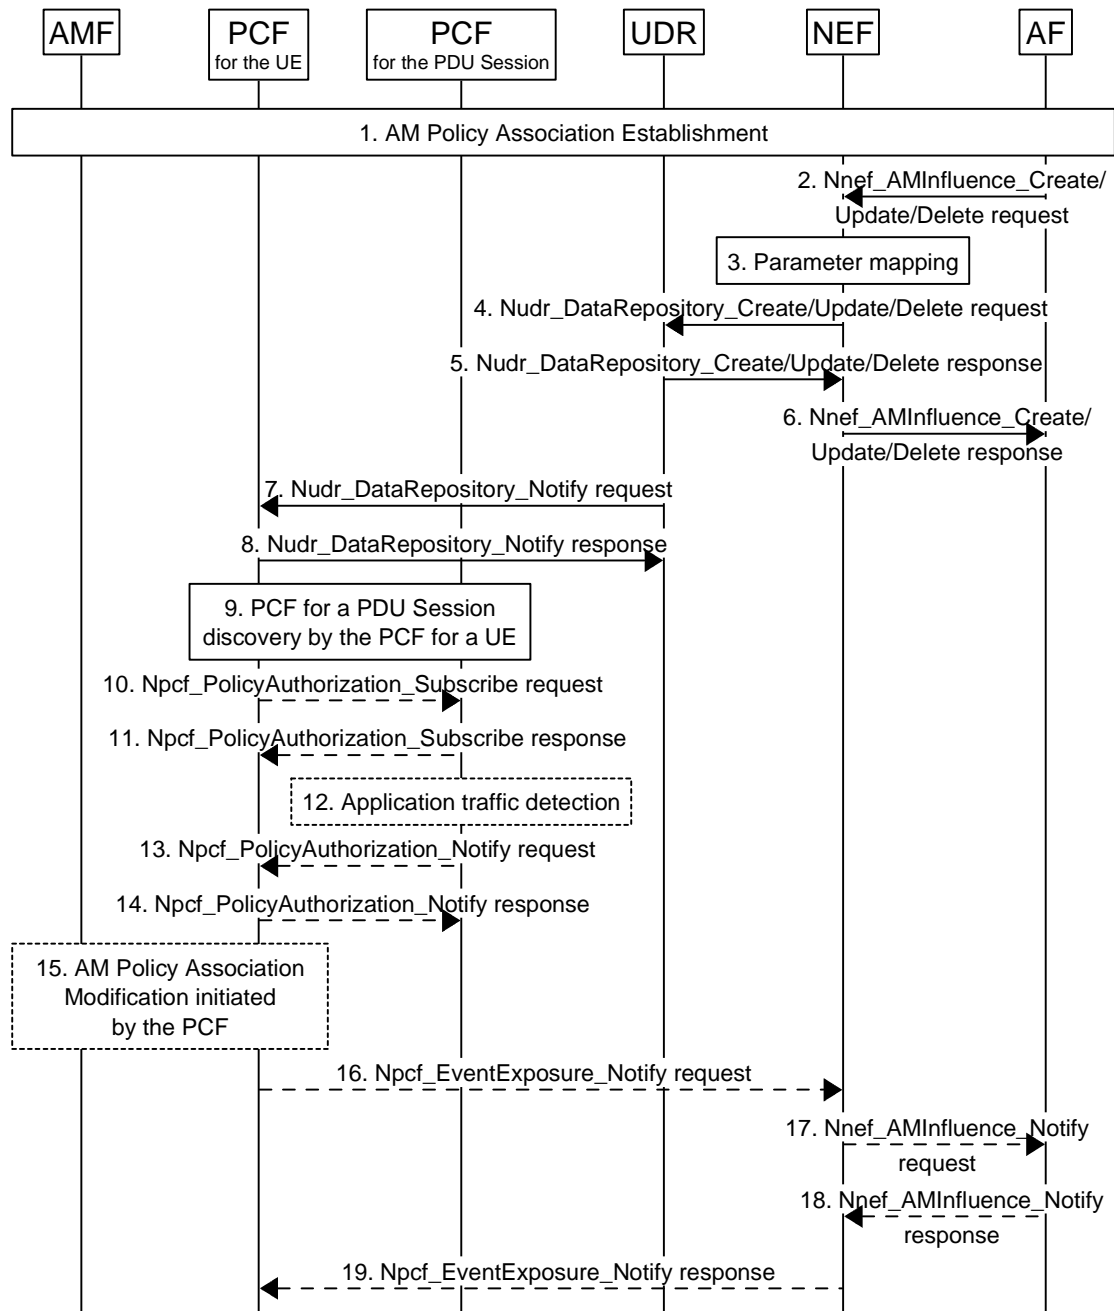 AMF
PCF
for the UE
PCF
for the PDU Session
UDR
NEF
AF
1. AM Policy Association Establishment
2. Nnef_AMInfluence_Create/
Update/Delete request
3. Parameter mapping
4. Nudr_DataRepository_Create/Update/Delete request
5. Nudr_DataRepository_Create/Update/Delete response
6. Nnef_AMInfluence_Create/
Update/Delete response
7. Nudr_DataRepository_Notify request
8. Nudr_DataRepository_Notify response
9. PCF for a PDU Session
discovery by the PCF for a UE
10. Npcf_PolicyAuthorization_Subscribe request
11. Npcf_PolicyAuthorization_Subscribe response
12. Application traffic detection
13. Npcf_PolicyAuthorization_Notify request
14. Npcf_PolicyAuthorization_Notify response
15. AM Policy Association
Modification initiated
by the PCF
16. Npcf_EventExposure_Notify request
17. Nnef_AMInfluence_Notify
request
18. Nnef_AMInfluence_Notify
response
19. Npcf_EventExposure_Notify response